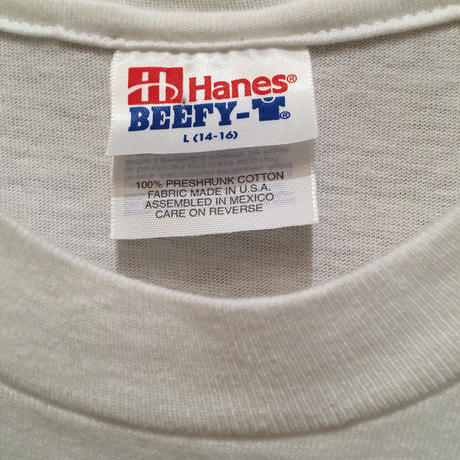 Hanes®
BEEFY-T®
L (14-16)
100% PRESHRUNK COTTON
FABRIC MADE IN U.S.A.
ASSEMBLED IN MEXICO
CARE ON REVERSE